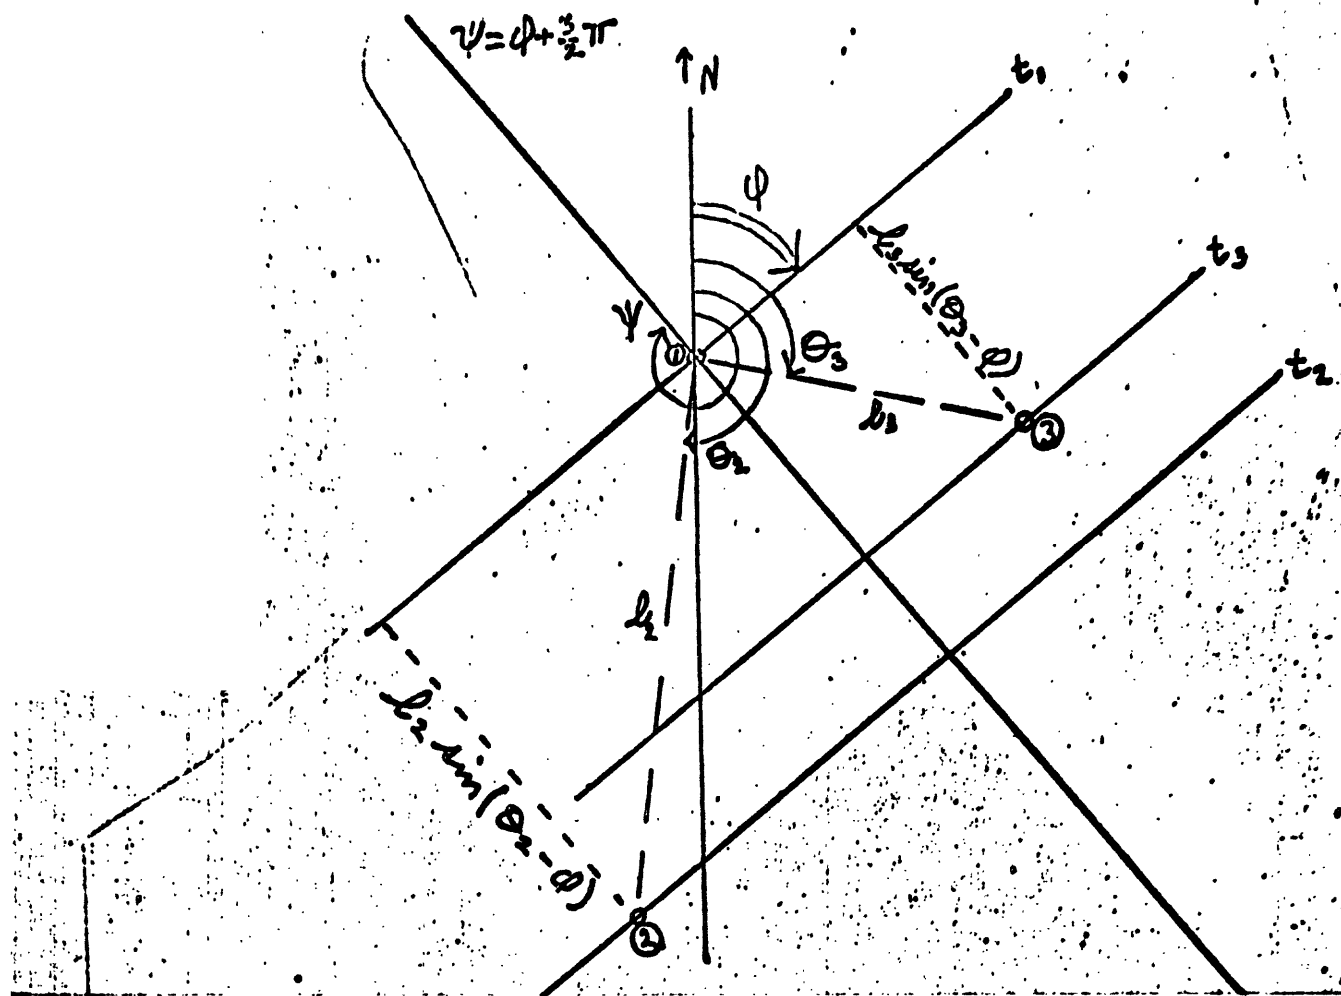 ψ=φ+3/2π
↑N
t₁
φ
l₃ sin(θ₃-φ)
t₃
ψ
①
θ₃
t₂
l₃
③
θ₂
l₂
l₂ sin(θ₂-φ)
②